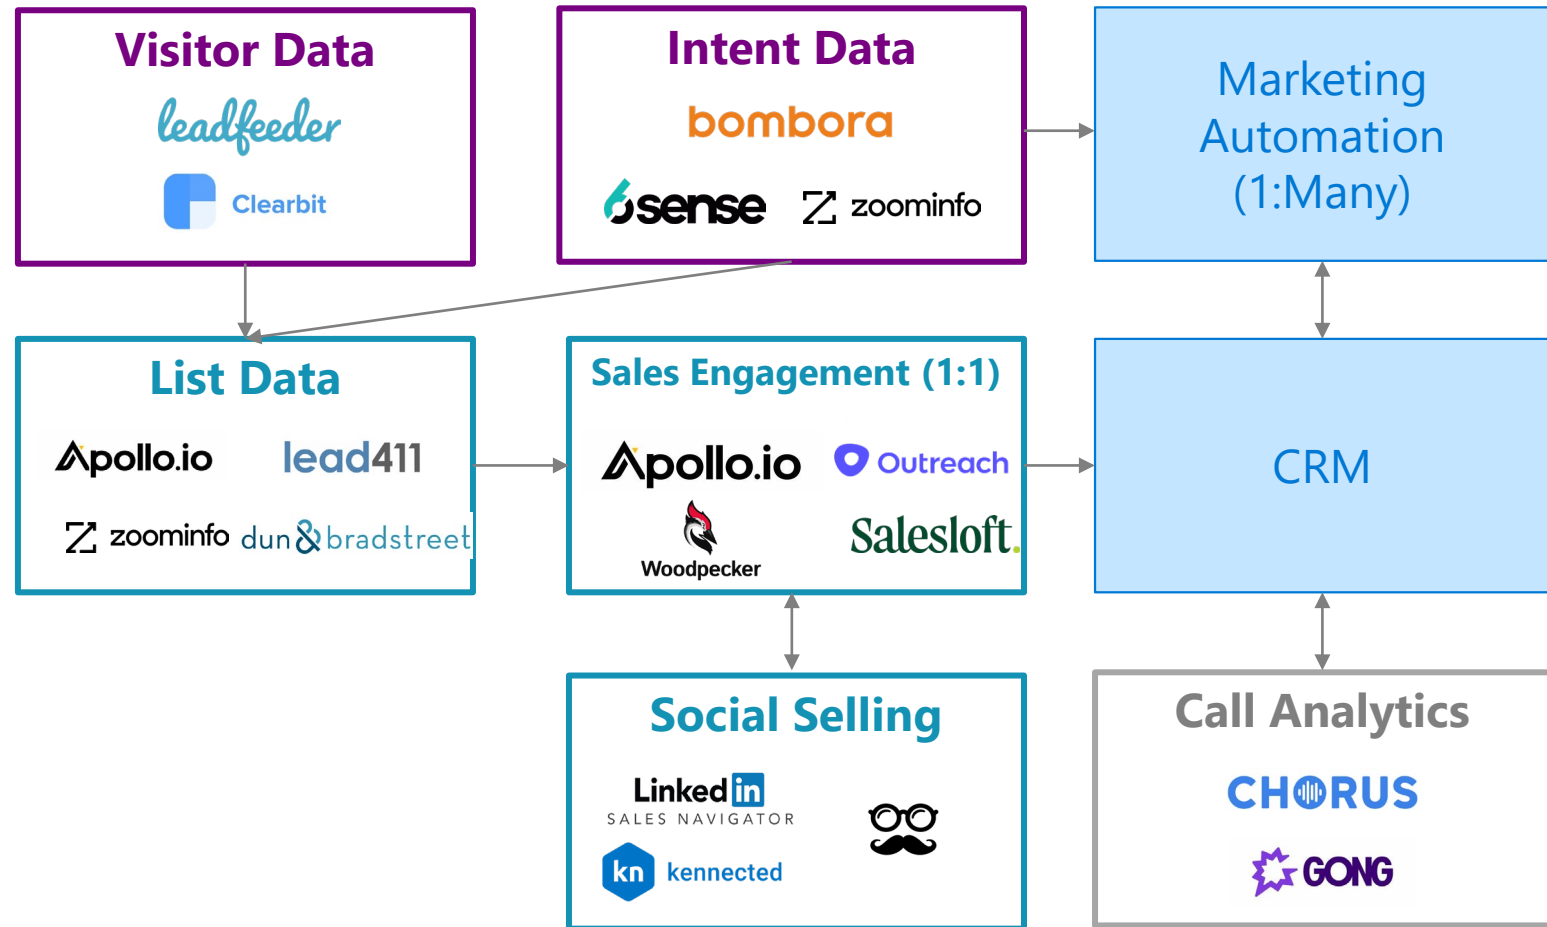 Visitor Data
leadfeeder
Clearbit
Intent Data
bombora
6sense
zoominfo
Marketing
Automation
(1:Many)
List Data
Apollo.io
lead411
zoominfo
dun&bradstreet
Sales Engagement (1:1)
Apollo.io
Outreach
Woodpecker
Salesloft.
CRM
Social Selling
Linked in
SALES NAVIGATOR
kn kennected
Call Analytics
CHORUS
GONG